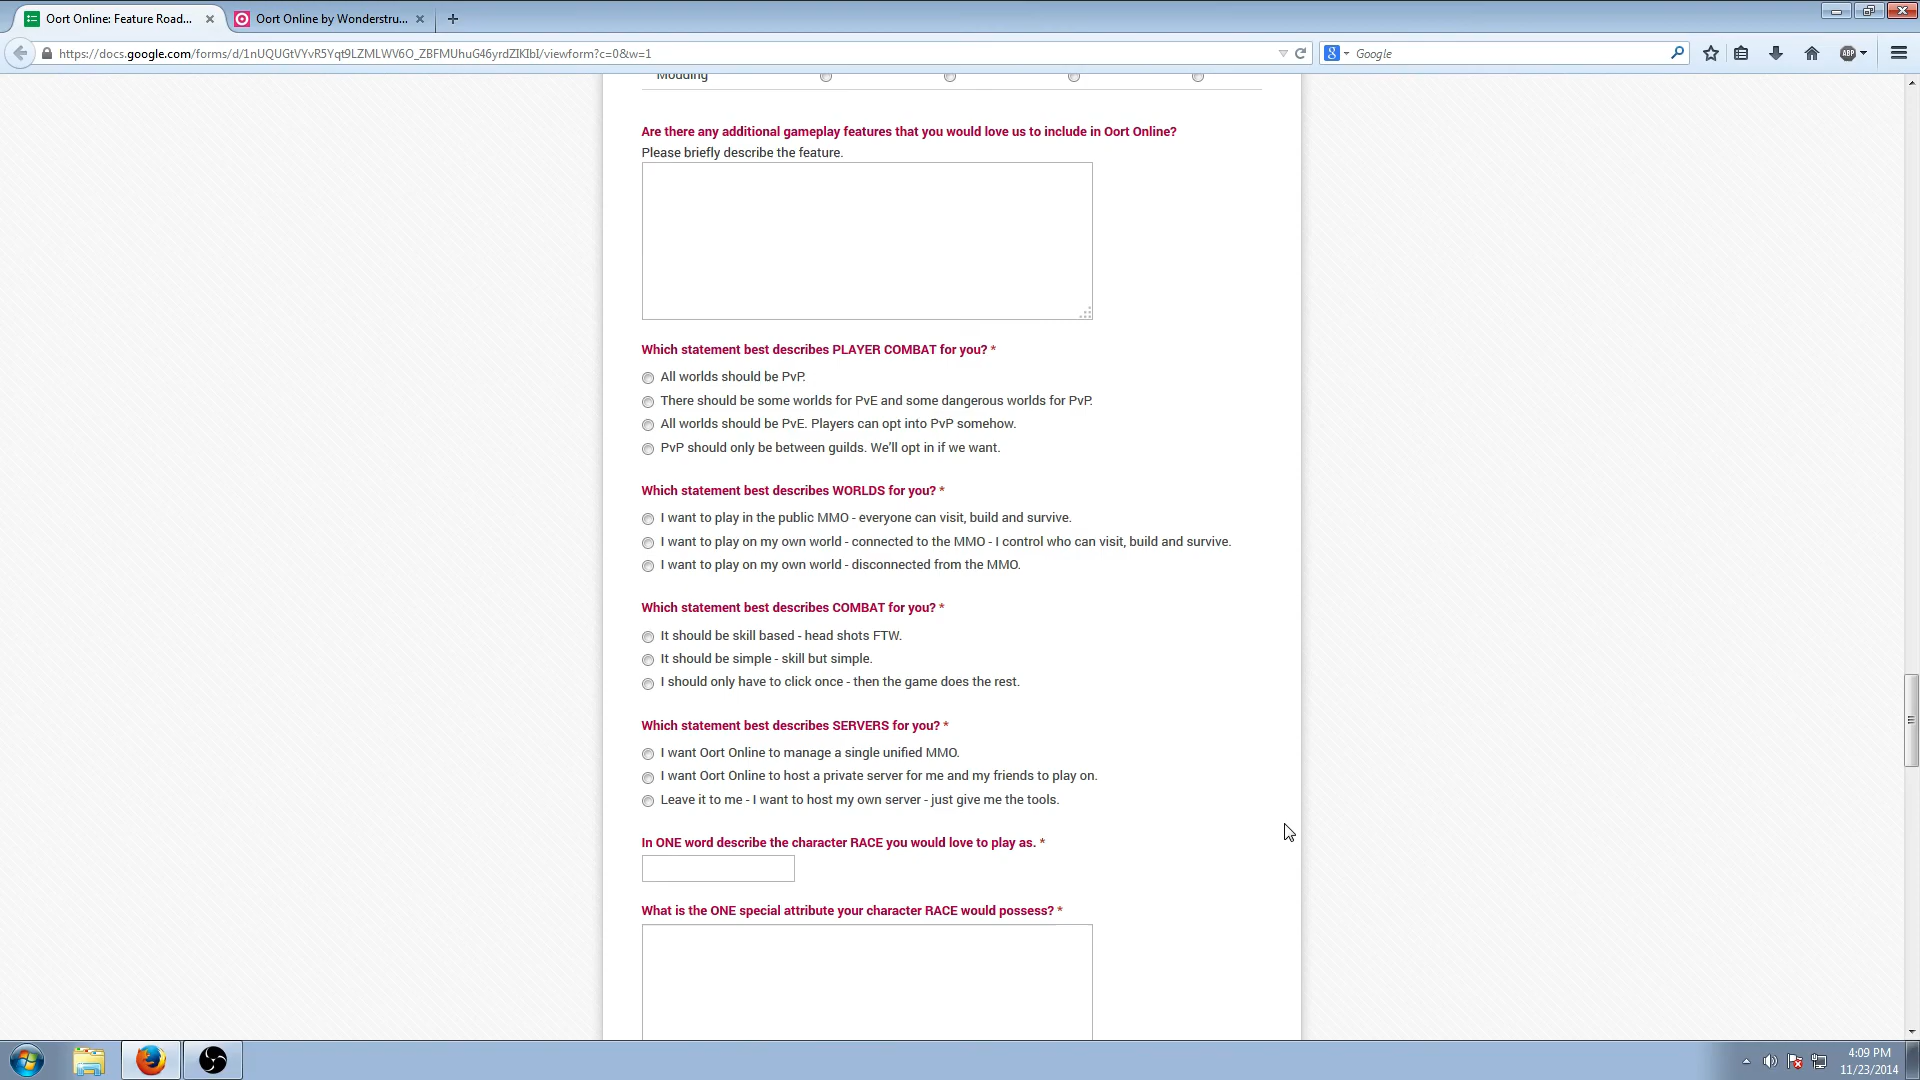 Oort Online: Feature Road...
Oort Online by Wonderstru...
https://docs.google.com/forms/d/1nUQUGtVYvR5Yqt9LZMLWV6O_ZBFMUhuG46yrdZIKIbI/viewform?c=0&w=1
Google
ABP
Modding
Are there any additional gameplay features that you would love us to include in Oort Online?
Please briefly describe the feature.
Which statement best describes PLAYER COMBAT for you? *
All worlds should be PvP.
There should be some worlds for PvE and some dangerous worlds for PvP.
All worlds should be PvE. Players can opt into PvP somehow.
PvP should only be between guilds. We'll opt in if we want.
Which statement best describes WORLDS for you? *
I want to play in the public MMO - everyone can visit, build and survive.
I want to play on my own world - connected to the MMO - I control who can visit, build and survive.
I want to play on my own world - disconnected from the MMO.
Which statement best describes COMBAT for you? *
It should be skill based - head shots FTW.
It should be simple - skill but simple.
I should only have to click once - then the game does the rest.
Which statement best describes SERVERS for you? *
I want Oort Online to manage a single unified MMO.
I want Oort Online to host a private server for me and my friends to play on.
Leave it to me - I want to host my own server - just give me the tools.
In ONE word describe the character RACE you would love to play as. *
What is the ONE special attribute your character RACE would possess? *
4:09 PM
11/23/2014